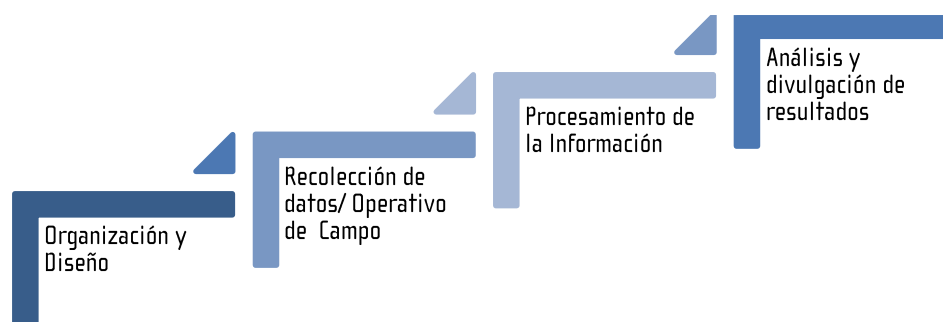 Organización y
Diseño
Recolección de
datos/ Operativo
de Campo
Procesamiento de
la Información
Análisis y
divulgación de
resultados